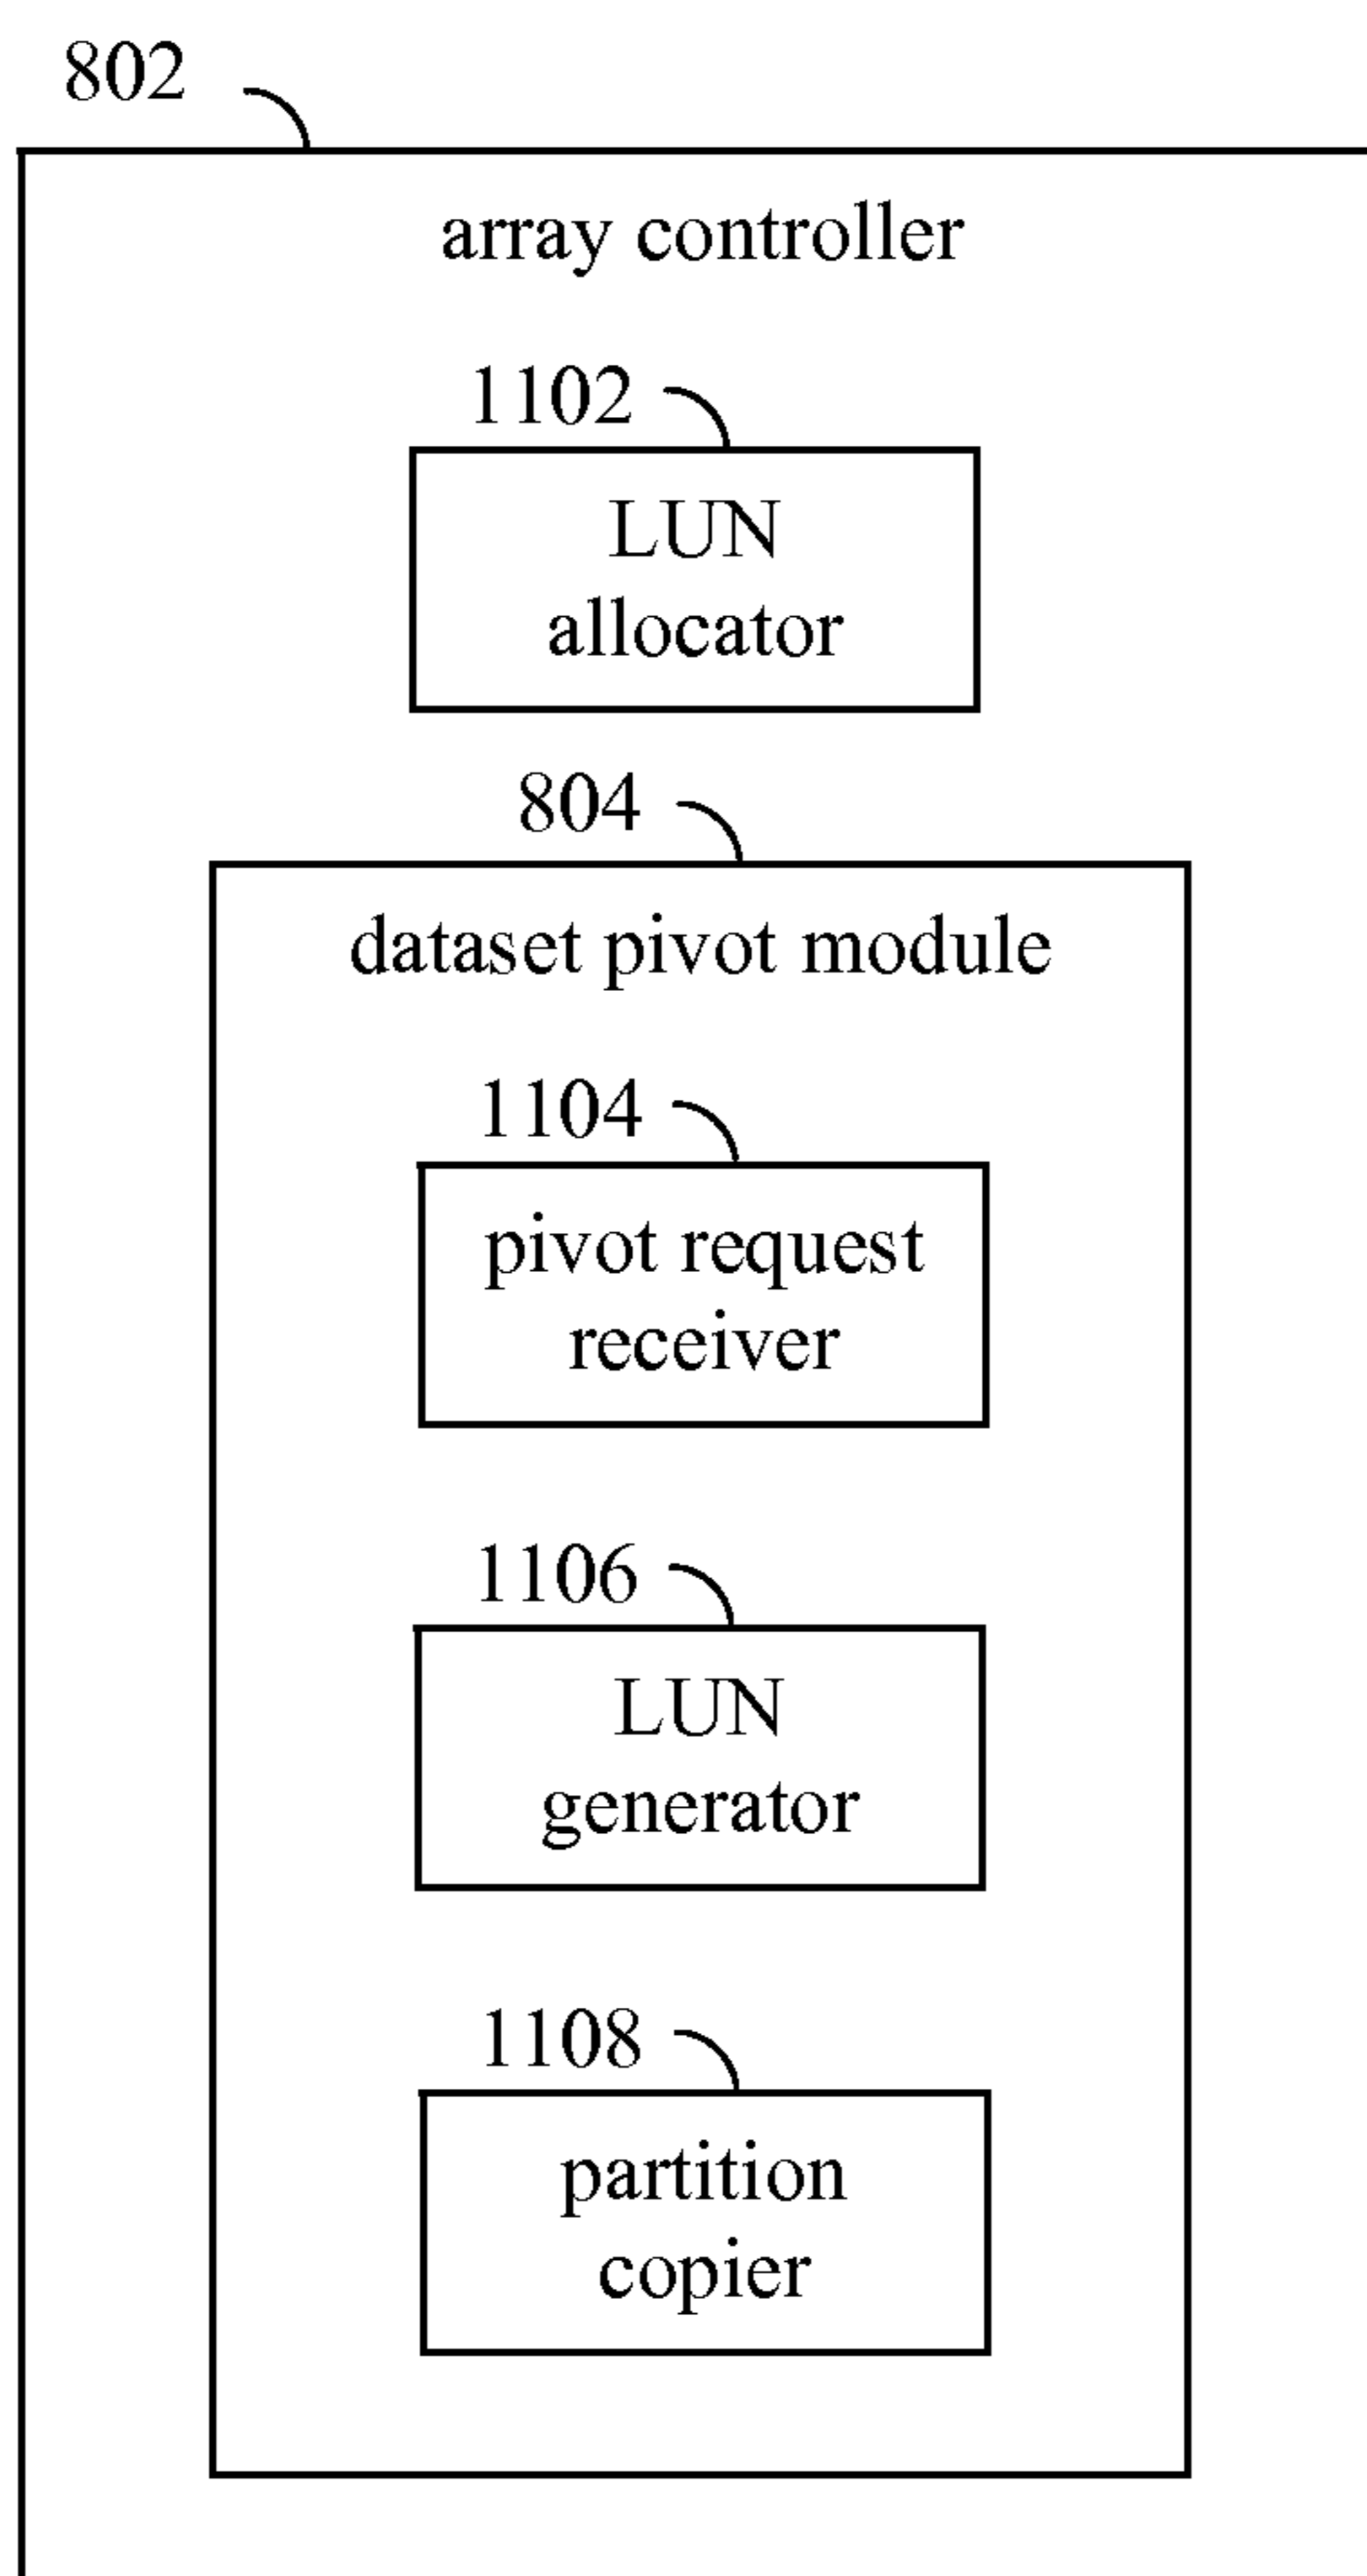 802
array controller
1102
LUN
allocator
804
dataset pivot module
1104
pivot request
receiver
1106
LUN
generator
1108
partition
copier